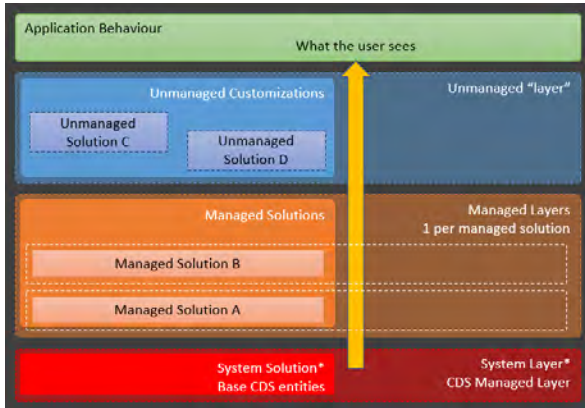 Application Behaviour
What the user sees
Unmanaged Customizations
Unmanaged "layer"
Unmanaged
Solution C
Unmanaged
Solution D
Managed Solutions
Managed Layers
1 per managed solution
Managed Solution B
Managed Solution A
System Solution*
Base CDS entities
System Layer*
CDS Managed Layer